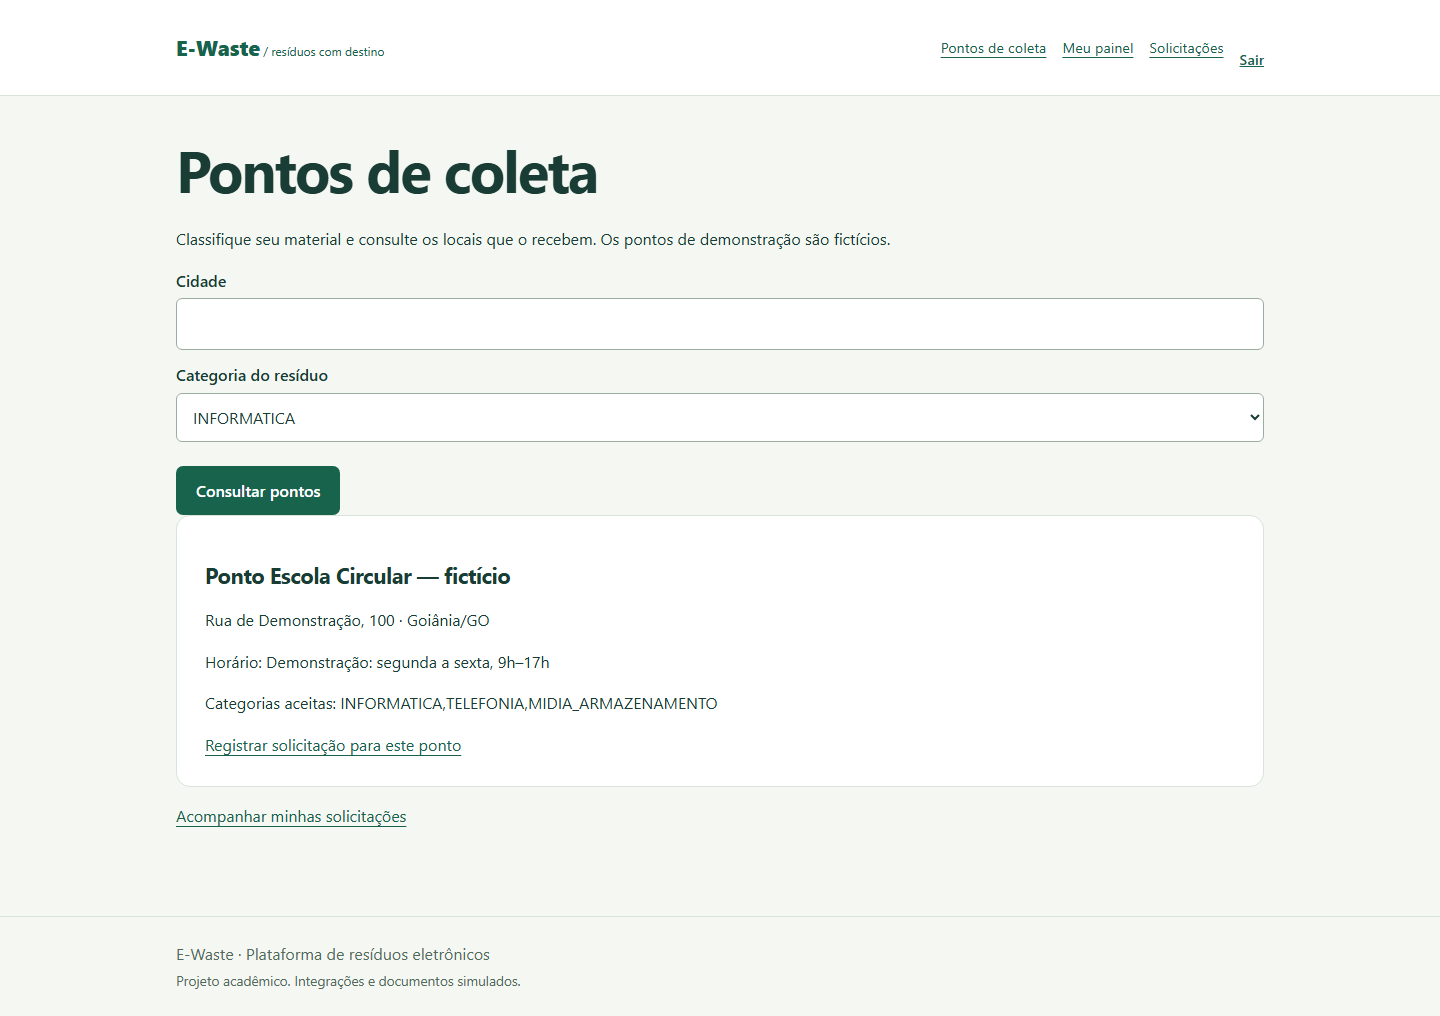 E-Waste / resíduos com destino
Pontos de coleta Meu painel Solicitações Sair
Pontos de coleta
Classifique seu material e consulte os locais que o recebem. Os pontos de demonstração são fictícios.
Cidade
Categoria do resíduo
INFORMATICA
Consultar pontos
Ponto Escola Circular — fictício
Rua de Demonstração, 100 · Goiânia/GO
Horário: Demonstração: segunda a sexta, 9h–17h
Categorias aceitas: INFORMATICA,TELEFONIA,MIDIA_ARMAZENAMENTO
Registrar solicitação para este ponto
Acompanhar minhas solicitações
E-Waste · Plataforma de resíduos eletrônicos
Projeto acadêmico. Integrações e documentos simulados.